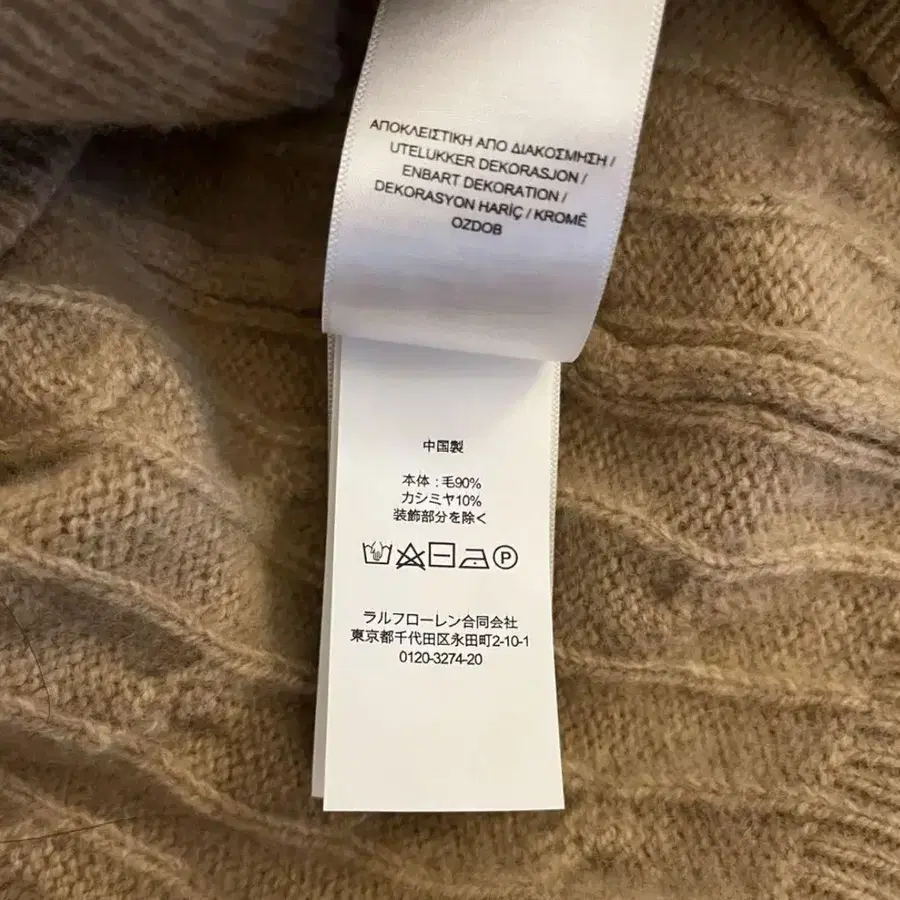 ΑΠΟΚΛΕΙΣΤΙΚΗ ΑΠΟ ΔΙΑΚΟΣΜΗΣΗ /
UTELUKKER DEKORASJON /
ENBART DEKORATION /
DEKORASYON HARİÇ / KROMĚ
OZDOB
中国製
本体 : 毛90%
カシミヤ10%
装飾部分を除く
P
ラルフローレン合同会社
東京都千代田区永田町2-10-1
0120-3274-20